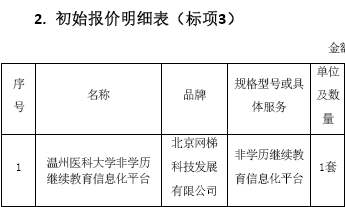 2. 初始报价明细表（标项3）
金
序号 名称 品牌 规格型号或具体服务 单位及数量
1 温州医科大学非学历继续教育信息化平台 北京网梯科技发展有限公司 非学历继续教育信息化平台 1套